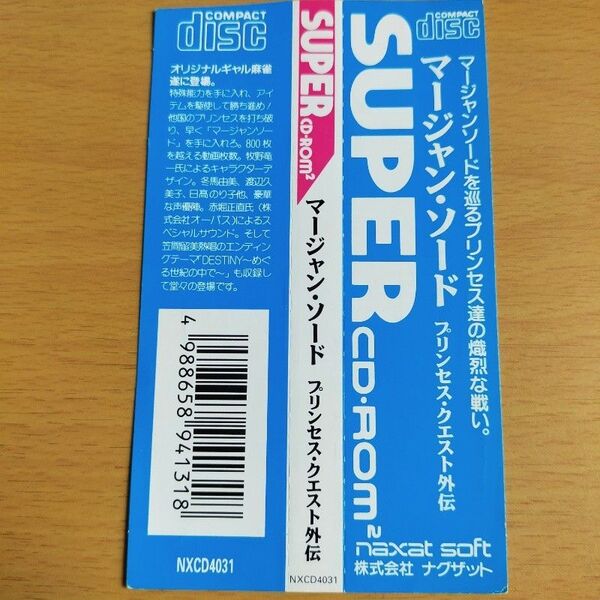 COMPACT
disc
オリジナルギャル麻雀
遂に登場。
特殊能力を手に入れ、アイ
テムを駆使して勝ち進め!
他国のプリンセスを打ち破
り、早く「マージャンソー
ド」を手に入れろ。800枚
を越える動画枚数。牧野竜
一氏によるキャラクターデ
ザイン。冬馬由美、渡辺久
美子、日髙のり子他、豪華
な声優陣。赤堀正直氏(株
式会社オーパス)によるス
ペシャルサウンド。そして
笠間留美熱唱のエンディン
グテーマ「DESTINY〜めぐ
る世紀の中で〜」も収録し
て堂々の登場です。
4 988658 941318
NXCD4031
SUPER CD·ROM²
マージャン・ソード プリンセス・クエスト外伝
NXCD4031
COMPACT
disc
マージャンソードを巡るプリンセス達の熾烈な戦い。
マージャン・ソード プリンセス・クエスト外伝
SUPER CD·ROM²
naxat soft
株式会社 ナグザット